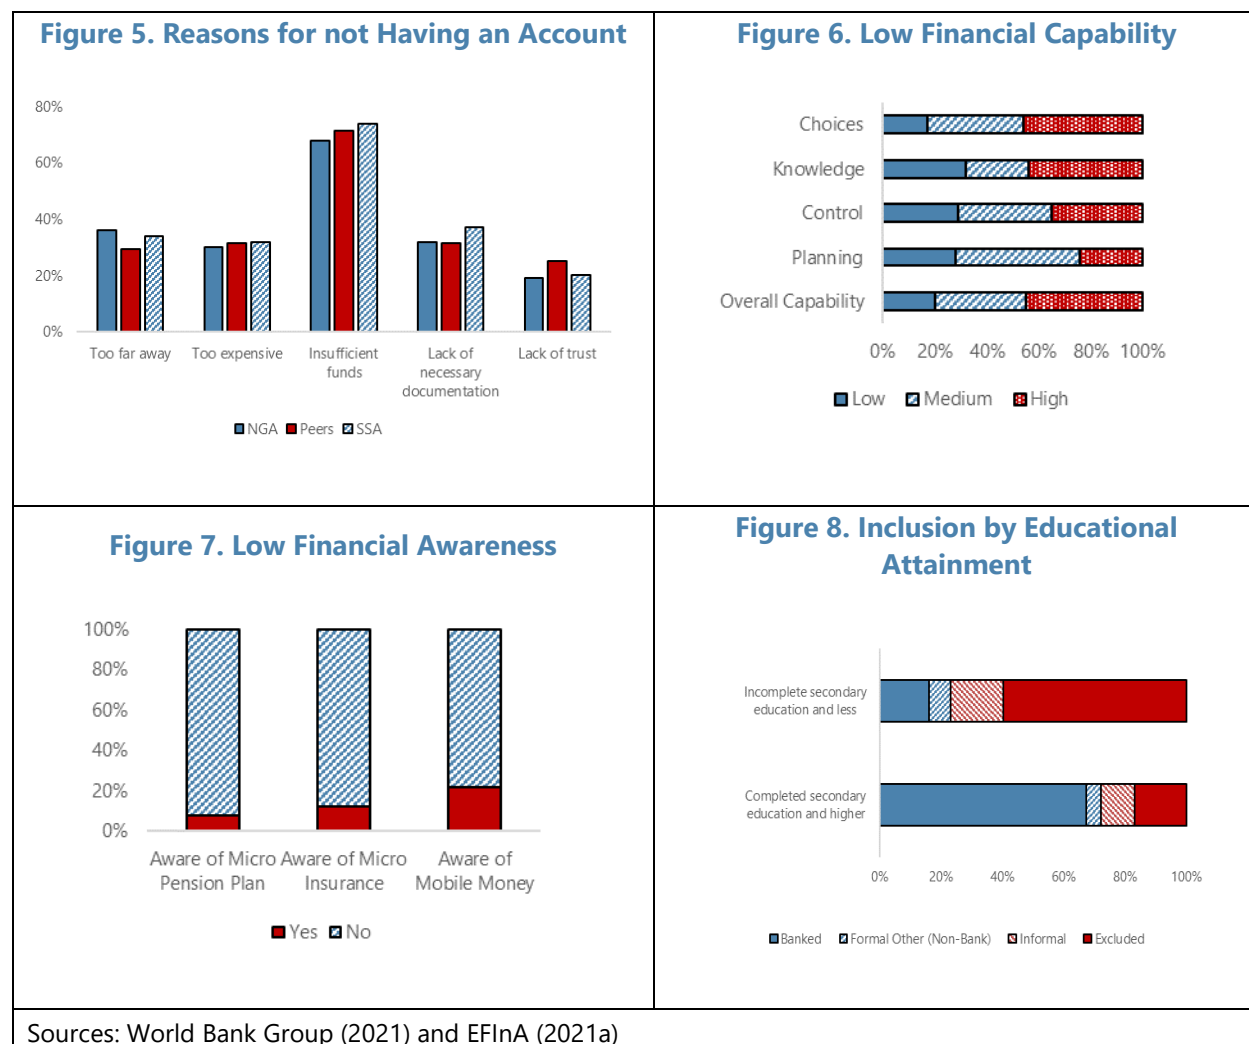 Figure 5. Reasons for not Having an Account
80%
60%
40%
20%
0%
Too far away
Too expensive
Insufficient
funds
Lack of
necessary
documentation
Lack of trust
NGA Peers SSA
Figure 6. Low Financial Capability
Choices
Knowledge
Control
Planning
Overall Capability
0% 20% 40% 60% 80% 100%
Low Medium High
Figure 7. Low Financial Awareness
100%
80%
60%
40%
20%
0%
Aware of Micro
Pension Plan
Aware of Micro
Insurance
Aware of
Mobile Money
Yes No
Figure 8. Inclusion by Educational
Attainment
Incomplete secondary
education and less
Completed secondary
education and higher
0% 20% 40% 60% 80% 100%
Banked Formal Other (Non-Bank) Informal Excluded
Sources: World Bank Group (2021) and EFInA (2021a)